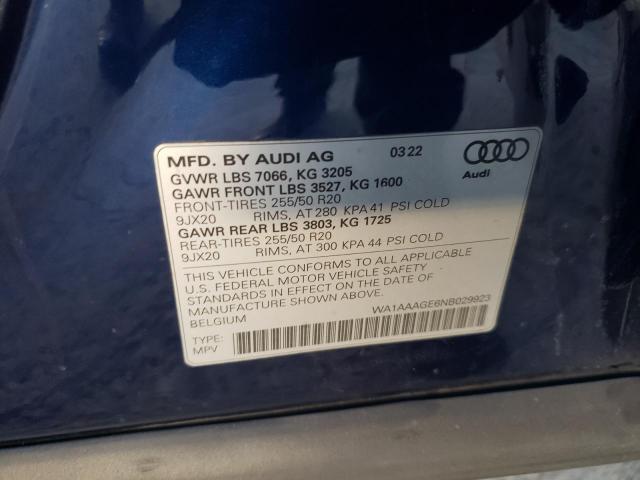 MFD. BY AUDI AG 03 22
GVWR LBS 7066, KG 3205
GAWR FRONT LBS 3527, KG 1600
FRONT-TIRES 255/50 R20
9JX20 RIMS, AT 280 KPA 41 PSI COLD
GAWR REAR LBS 3803, KG 1725
REAR-TIRES 255/50 R20
9JX20 RIMS, AT 300 KPA 44 PSI COLD
Audi
THIS VEHICLE CONFORMS TO ALL APPLICABLE
U.S. FEDERAL MOTOR VEHICLE SAFETY
STANDARDS IN EFFECT ON THE DATE OF
MANUFACTURE SHOWN ABOVE.
BELGIUM
WA1AAAGE6NB029923
TYPE:
MPV